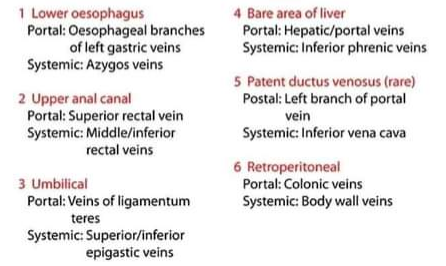 1 Lower oesophagus
Portal: Oesophageal branches
of left gastric veins
Systemic: Azygos veins
2 Upper anal canal
Portal: Superior rectal vein
Systemic: Middle/inferior
rectal veins
3 Umbilical
Portal: Veins of ligamentum
teres
Systemic: Superior/inferior
epigastic veins
4 Bare area of liver
Portal: Hepatic/portal veins
Systemic: Inferior phrenic veins
5 Patent ductus venosus (rare)
Postal: Left branch of portal
vein
Systemic: Inferior vena cava
6 Retroperitoneal
Portal: Colonic veins
Systemic: Body wall veins